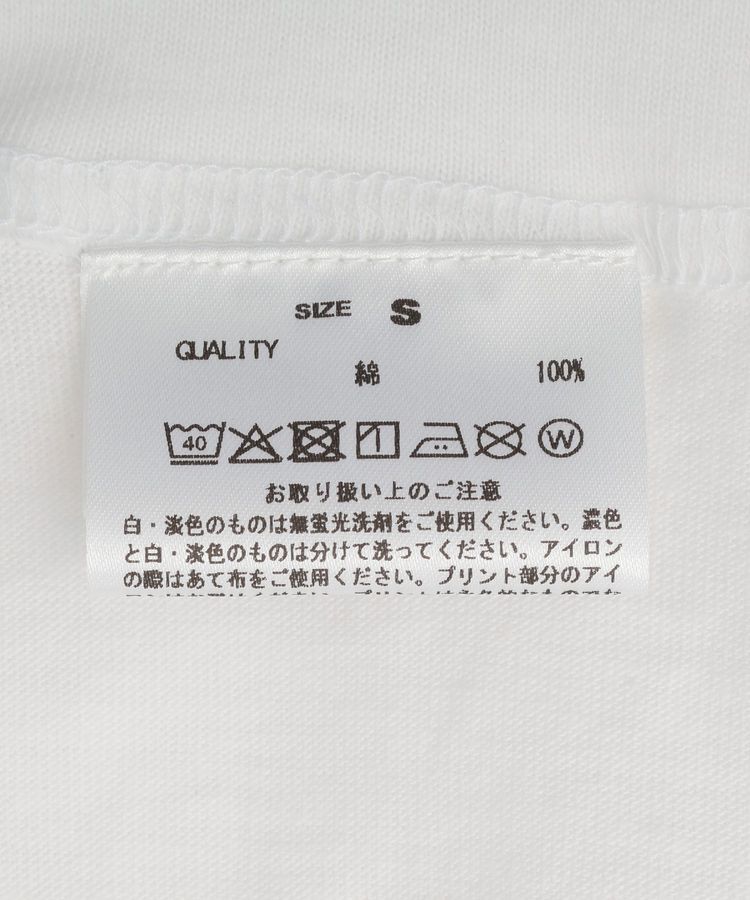 SIZE S
QUALITY
綿 100%
40 W
お取り扱い上のご注意
白・淡色のものは無蛍光洗剤をご使用ください。濃色
と白・淡色のものは分けて洗ってください。アイロン
の際はあて布をご使用ください。プリント部分のアイ